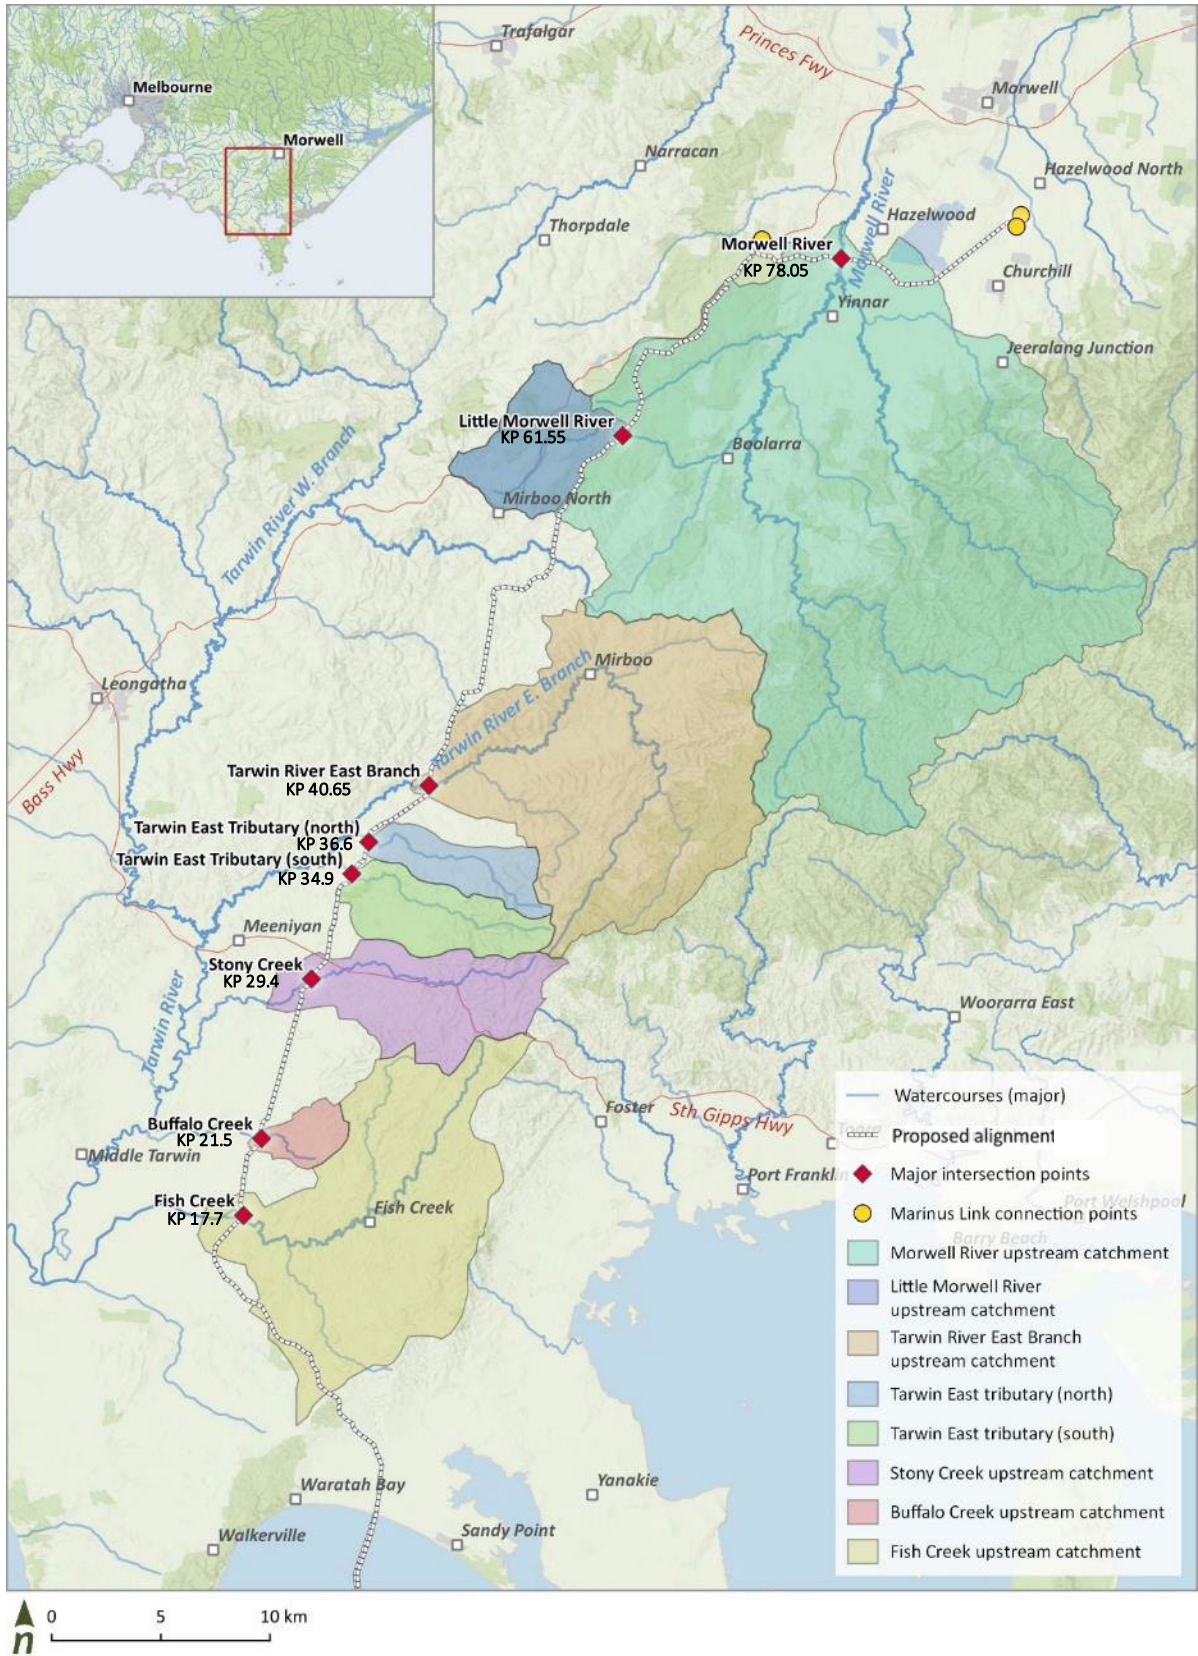 Melbourne
Morwell
Trafalgar
Princes Fwy
Morwell
Narracan
Hazelwood North
Morwell River
Thorpdale
Hazelwood
Morwell River
KP 78.05
Churchill
Yinnar
Jeeralang Junction
Little Morwell River
KP 61.55
Boolarra
Tarwin River W. Branch
Mirboo North
Mirboo
Leongatha
Tarwin River E. Branch
Bass Hwy
Tarwin River East Branch
KP 40.65
Tarwin East Tributary (north)
KP 36.6
Tarwin East Tributary (south)
KP 34.9
Meeniyan
Stony Creek
KP 29.4
Tarwin River
Woorarra East
Foster
Sth Gipps Hwy
Toora
Buffalo Creek
KP 21.5
Middle Tarwin
Port Franklin
Port Welshpool
Barry Beach
Fish Creek
KP 17.7
Fish Creek
Waratah Bay
Yanakie
Walkerville
Sandy Point
Watercourses (major)
Proposed alignment
Major intersection points
Marinus Link connection points
Morwell River upstream catchment
Little Morwell River
upstream catchment
Tarwin River East Branch
upstream catchment
Tarwin East tributary (north)
Tarwin East tributary (south)
Stony Creek upstream catchment
Buffalo Creek upstream catchment
Fish Creek upstream catchment
n
0 5 10 km